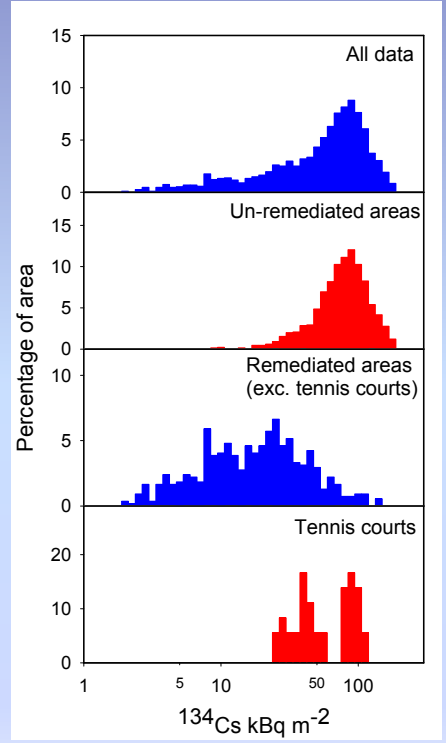 15
All data
10
5
0
Un-remediated areas
15
10
5
0
Remediated areas
(exc. tennis courts)
10
5
0
Tennis courts
20
10
0
Percentage of area
1 5 10 50 100
134Cs kBq m-2